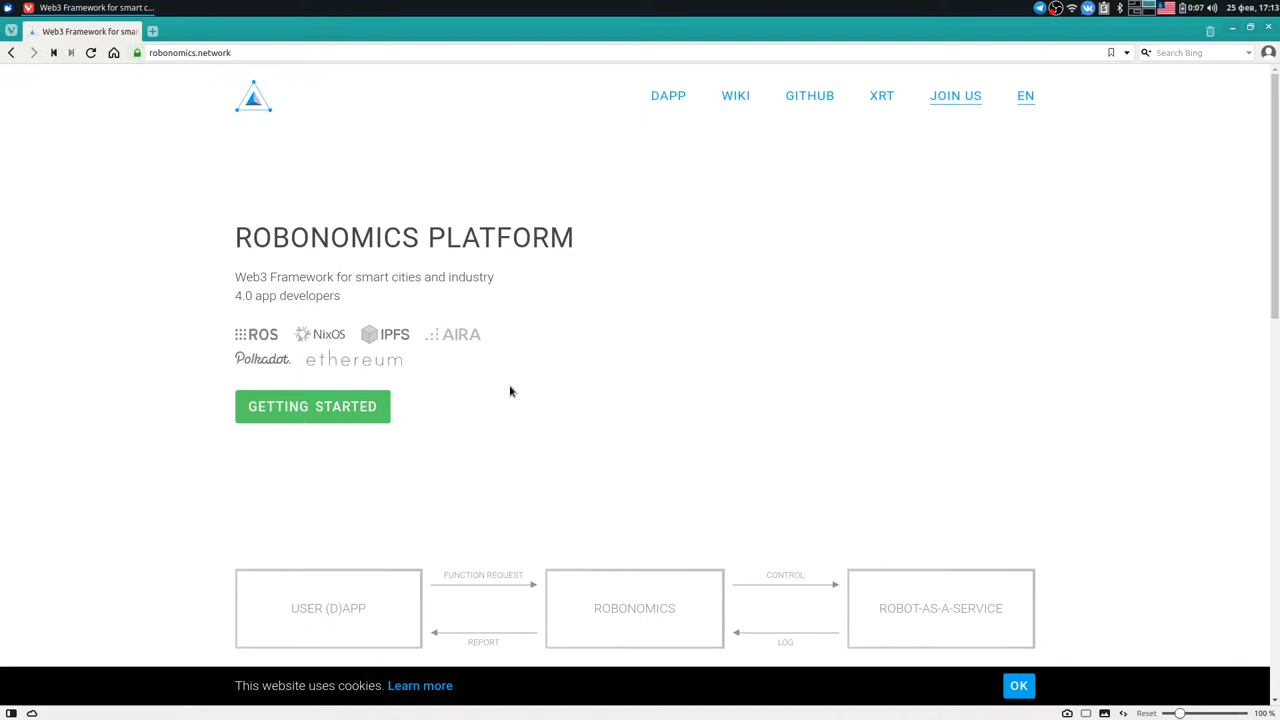 Web3 Framework for smart c...
0:07
25 фев, 17:13
Web3 Framework for smar
robonomics.network
Search Bing
DAPP
WIKI
GITHUB
XRT
JOIN US
EN
ROBONOMICS PLATFORM
Web3 Framework for smart cities and industry
4.0 app developers
ROS
NixOS
IPFS
AIRA
Polkadot.
ethereum
GETTING STARTED
FUNCTION REQUEST
CONTROL
USER (D)APP
ROBONOMICS
ROBOT-AS-A-SERVICE
REPORT
LOG
This website uses cookies. Learn more
OK
Reset
100 %